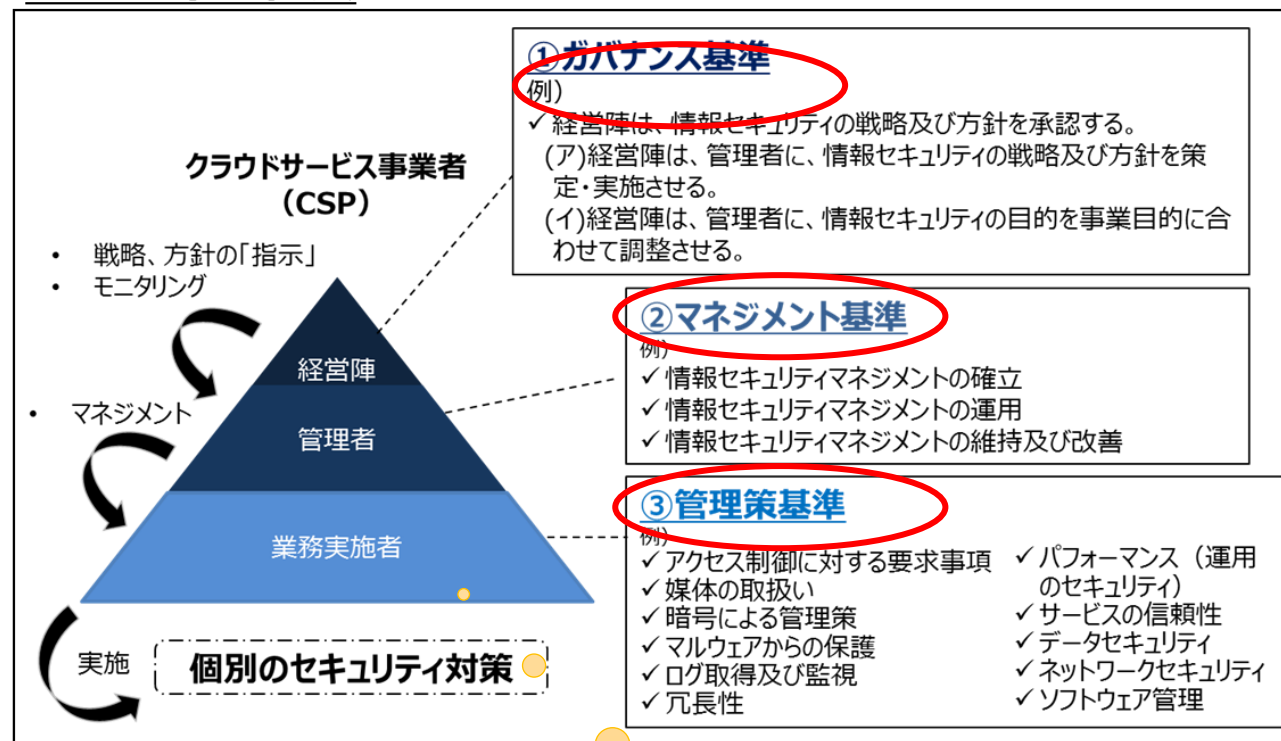 ①ガバナンス基準
例）
✓経営陣は、情報セキュリティの戦略及び方針を承認する。
(ア)経営陣は、管理者に、情報セキュリティの戦略及び方針を策
定・実施させる。
(イ)経営陣は、管理者に、情報セキュリティの目的を事業目的に合
わせて調整させる。
クラウドサービス事業者
（CSP）
• 戦略、方針の「指示」
• モニタリング
経営陣
• マネジメント
管理者
業務実施者
実施
個別のセキュリティ対策
②マネジメント基準
例）
✓情報セキュリティマネジメントの確立
✓情報セキュリティマネジメントの運用
✓情報セキュリティマネジメントの維持及び改善
③管理策基準
例）
✓アクセス制御に対する要求事項
✓媒体の取扱い
✓暗号による管理策
✓マルウェアからの保護
✓ログ取得及び監視
✓冗長性
✓パフォーマンス（運用
のセキュリティ）
✓サービスの信頼性
✓データセキュリティ
✓ネットワークセキュリティ
✓ソフトウェア管理